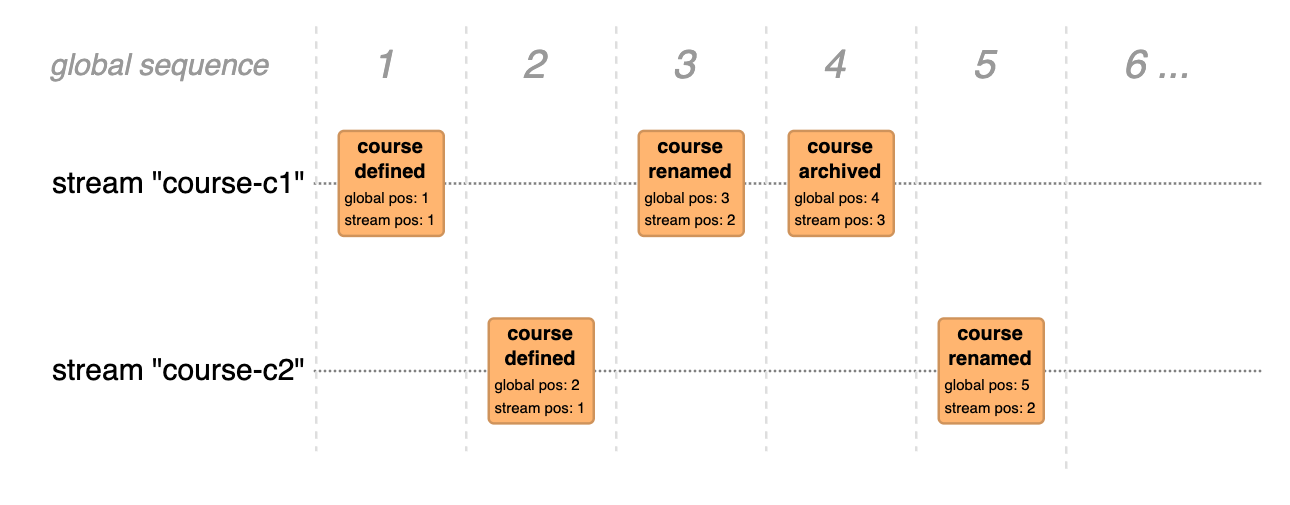 global sequence 1 2 3 4 5 6 ...
stream "course-c1"
course
defined
global pos: 1
stream pos: 1
course
renamed
global pos: 3
stream pos: 2
course
archived
global pos: 4
stream pos: 3
stream "course-c2"
course
defined
global pos: 2
stream pos: 1
course
renamed
global pos: 5
stream pos: 2